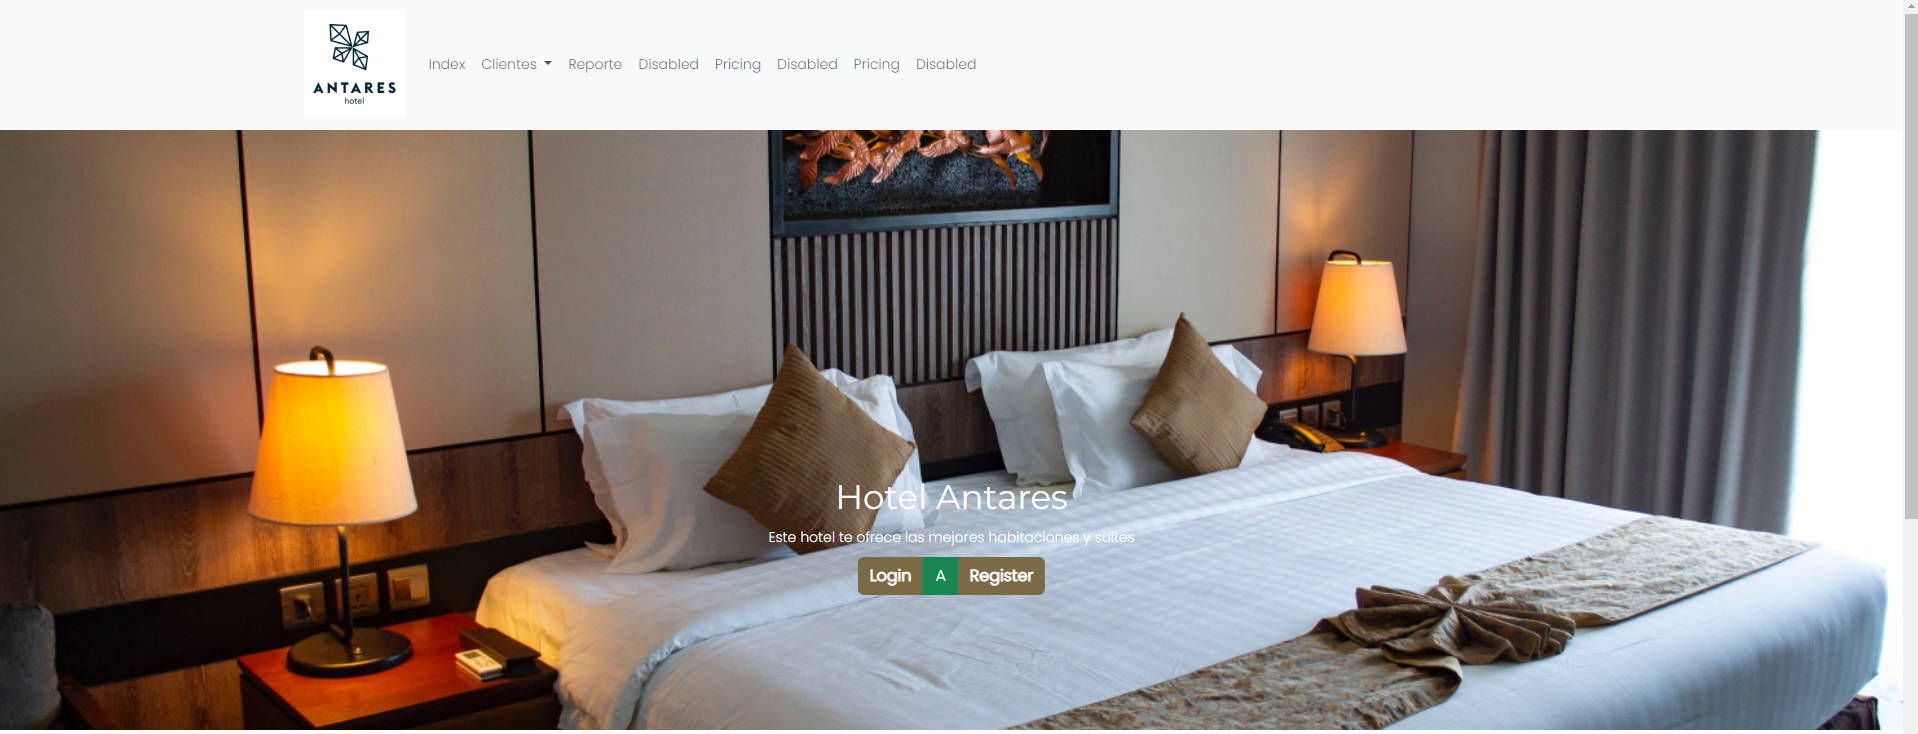 ANTARES
hotel
Index Clientes Reporte Disabled Pricing Disabled Pricing Disabled
Hotel Antares
Este hotel te ofrece las mejores habitaciones y suites
Login A Register